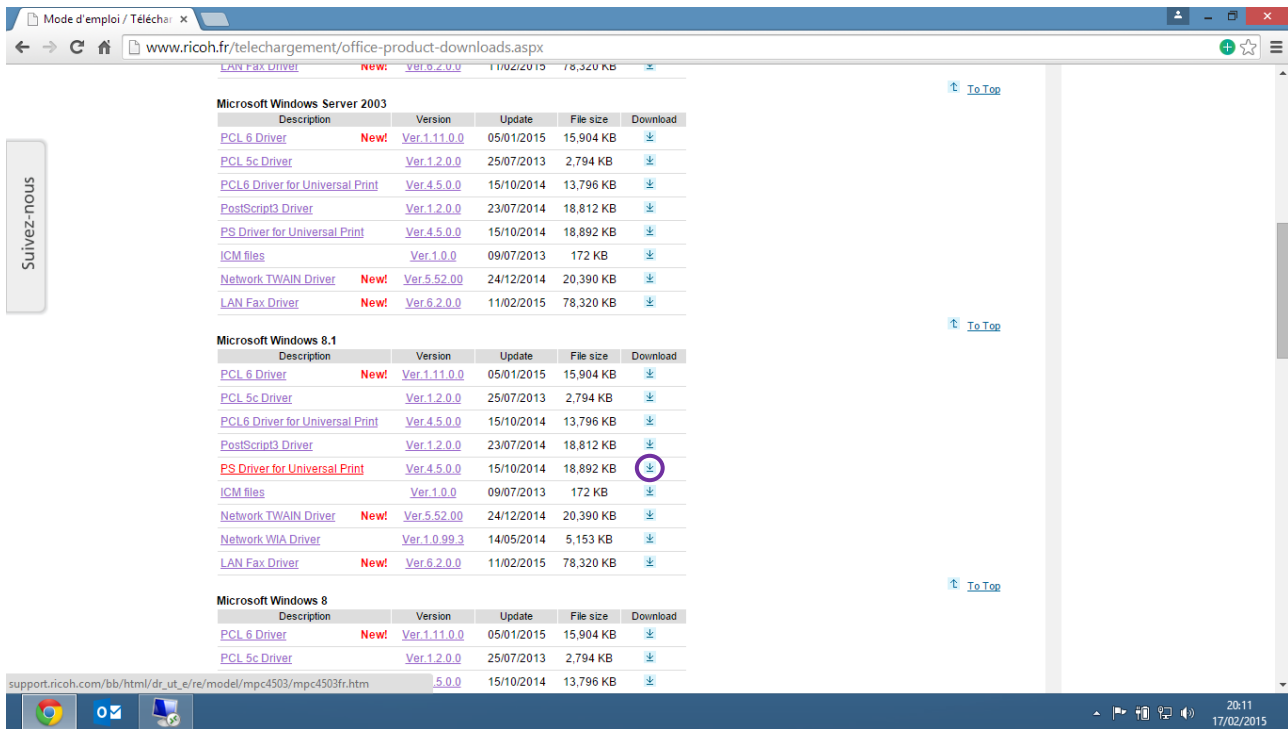 Mode d'emploi / Téléchar
www.ricoh.fr/telechargement/office-product-downloads.aspx
LAN Fax Driver New! Ver.6.2.0.0 11/02/2015 78,320 KB
To Top
Microsoft Windows Server 2003
Description Version Update File size Download
PCL 6 Driver New! Ver.1.11.0.0 05/01/2015 15,904 KB
PCL 5c Driver Ver.1.2.0.0 25/07/2013 2,794 KB
PCL6 Driver for Universal Print Ver.4.5.0.0 15/10/2014 13,796 KB
PostScript3 Driver Ver.1.2.0.0 23/07/2014 18,812 KB
PS Driver for Universal Print Ver.4.5.0.0 15/10/2014 18,892 KB
ICM files Ver.1.0.0 09/07/2013 172 KB
Network TWAIN Driver New! Ver.5.52.00 24/12/2014 20,390 KB
LAN Fax Driver New! Ver.6.2.0.0 11/02/2015 78,320 KB
Suivez-nous
To Top
Microsoft Windows 8.1
Description Version Update File size Download
PCL 6 Driver New! Ver.1.11.0.0 05/01/2015 15,904 KB
PCL 5c Driver Ver.1.2.0.0 25/07/2013 2,794 KB
PCL6 Driver for Universal Print Ver.4.5.0.0 15/10/2014 13,796 KB
PostScript3 Driver Ver.1.2.0.0 23/07/2014 18,812 KB
PS Driver for Universal Print Ver.4.5.0.0 15/10/2014 18,892 KB
ICM files Ver.1.0.0 09/07/2013 172 KB
Network TWAIN Driver New! Ver.5.52.00 24/12/2014 20,390 KB
Network WIA Driver Ver.1.0.99.3 14/05/2014 5,153 KB
LAN Fax Driver New! Ver.6.2.0.0 11/02/2015 78,320 KB
To Top
Microsoft Windows 8
Description Version Update File size Download
PCL 6 Driver New! Ver.1.11.0.0 05/01/2015 15,904 KB
PCL 5c Driver Ver.1.2.0.0 25/07/2013 2,794 KB
support.ricoh.com/bb/html/dr_ut_e/re/model/mpc4503/mpc4503fr.htm .5.0.0 15/10/2014 13,796 KB
20:11
17/02/2015